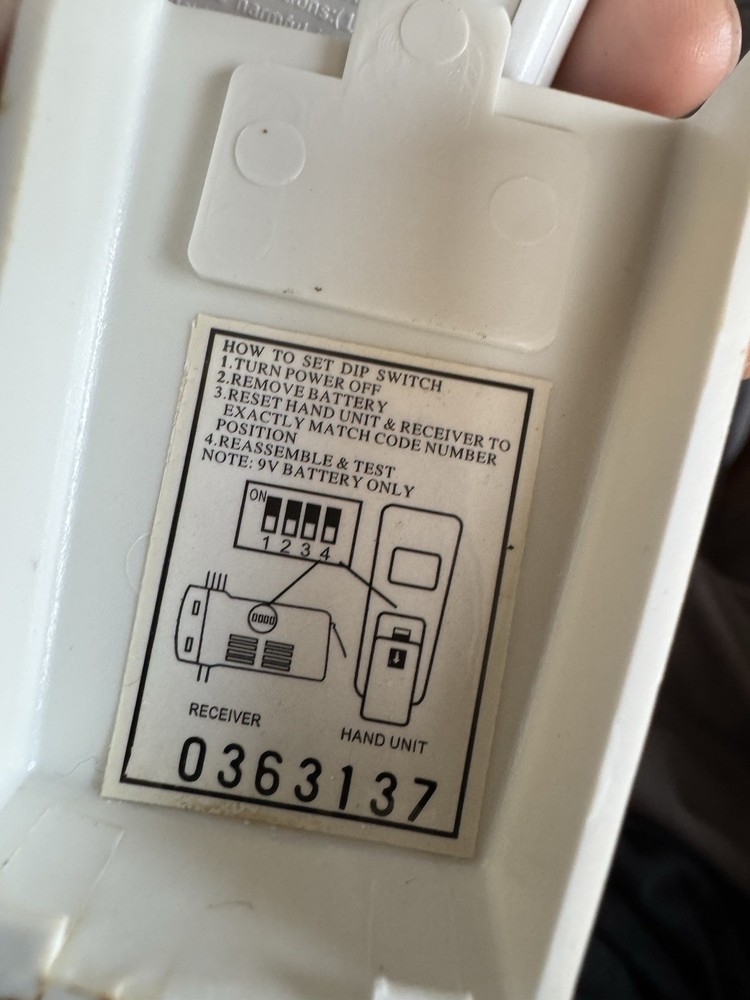 HOW TO SET DIP SWITCH
1.TURN POWER OFF
2.REMOVE BATTERY
3.RESET HAND UNIT & RECEIVER TO
EXACTLY MATCH CODE NUMBER
POSITION
4.REASSEMBLE & TEST
NOTE: 9V BATTERY ONLY
ON
1 2 3 4
RECEIVER
HAND UNIT
0363137